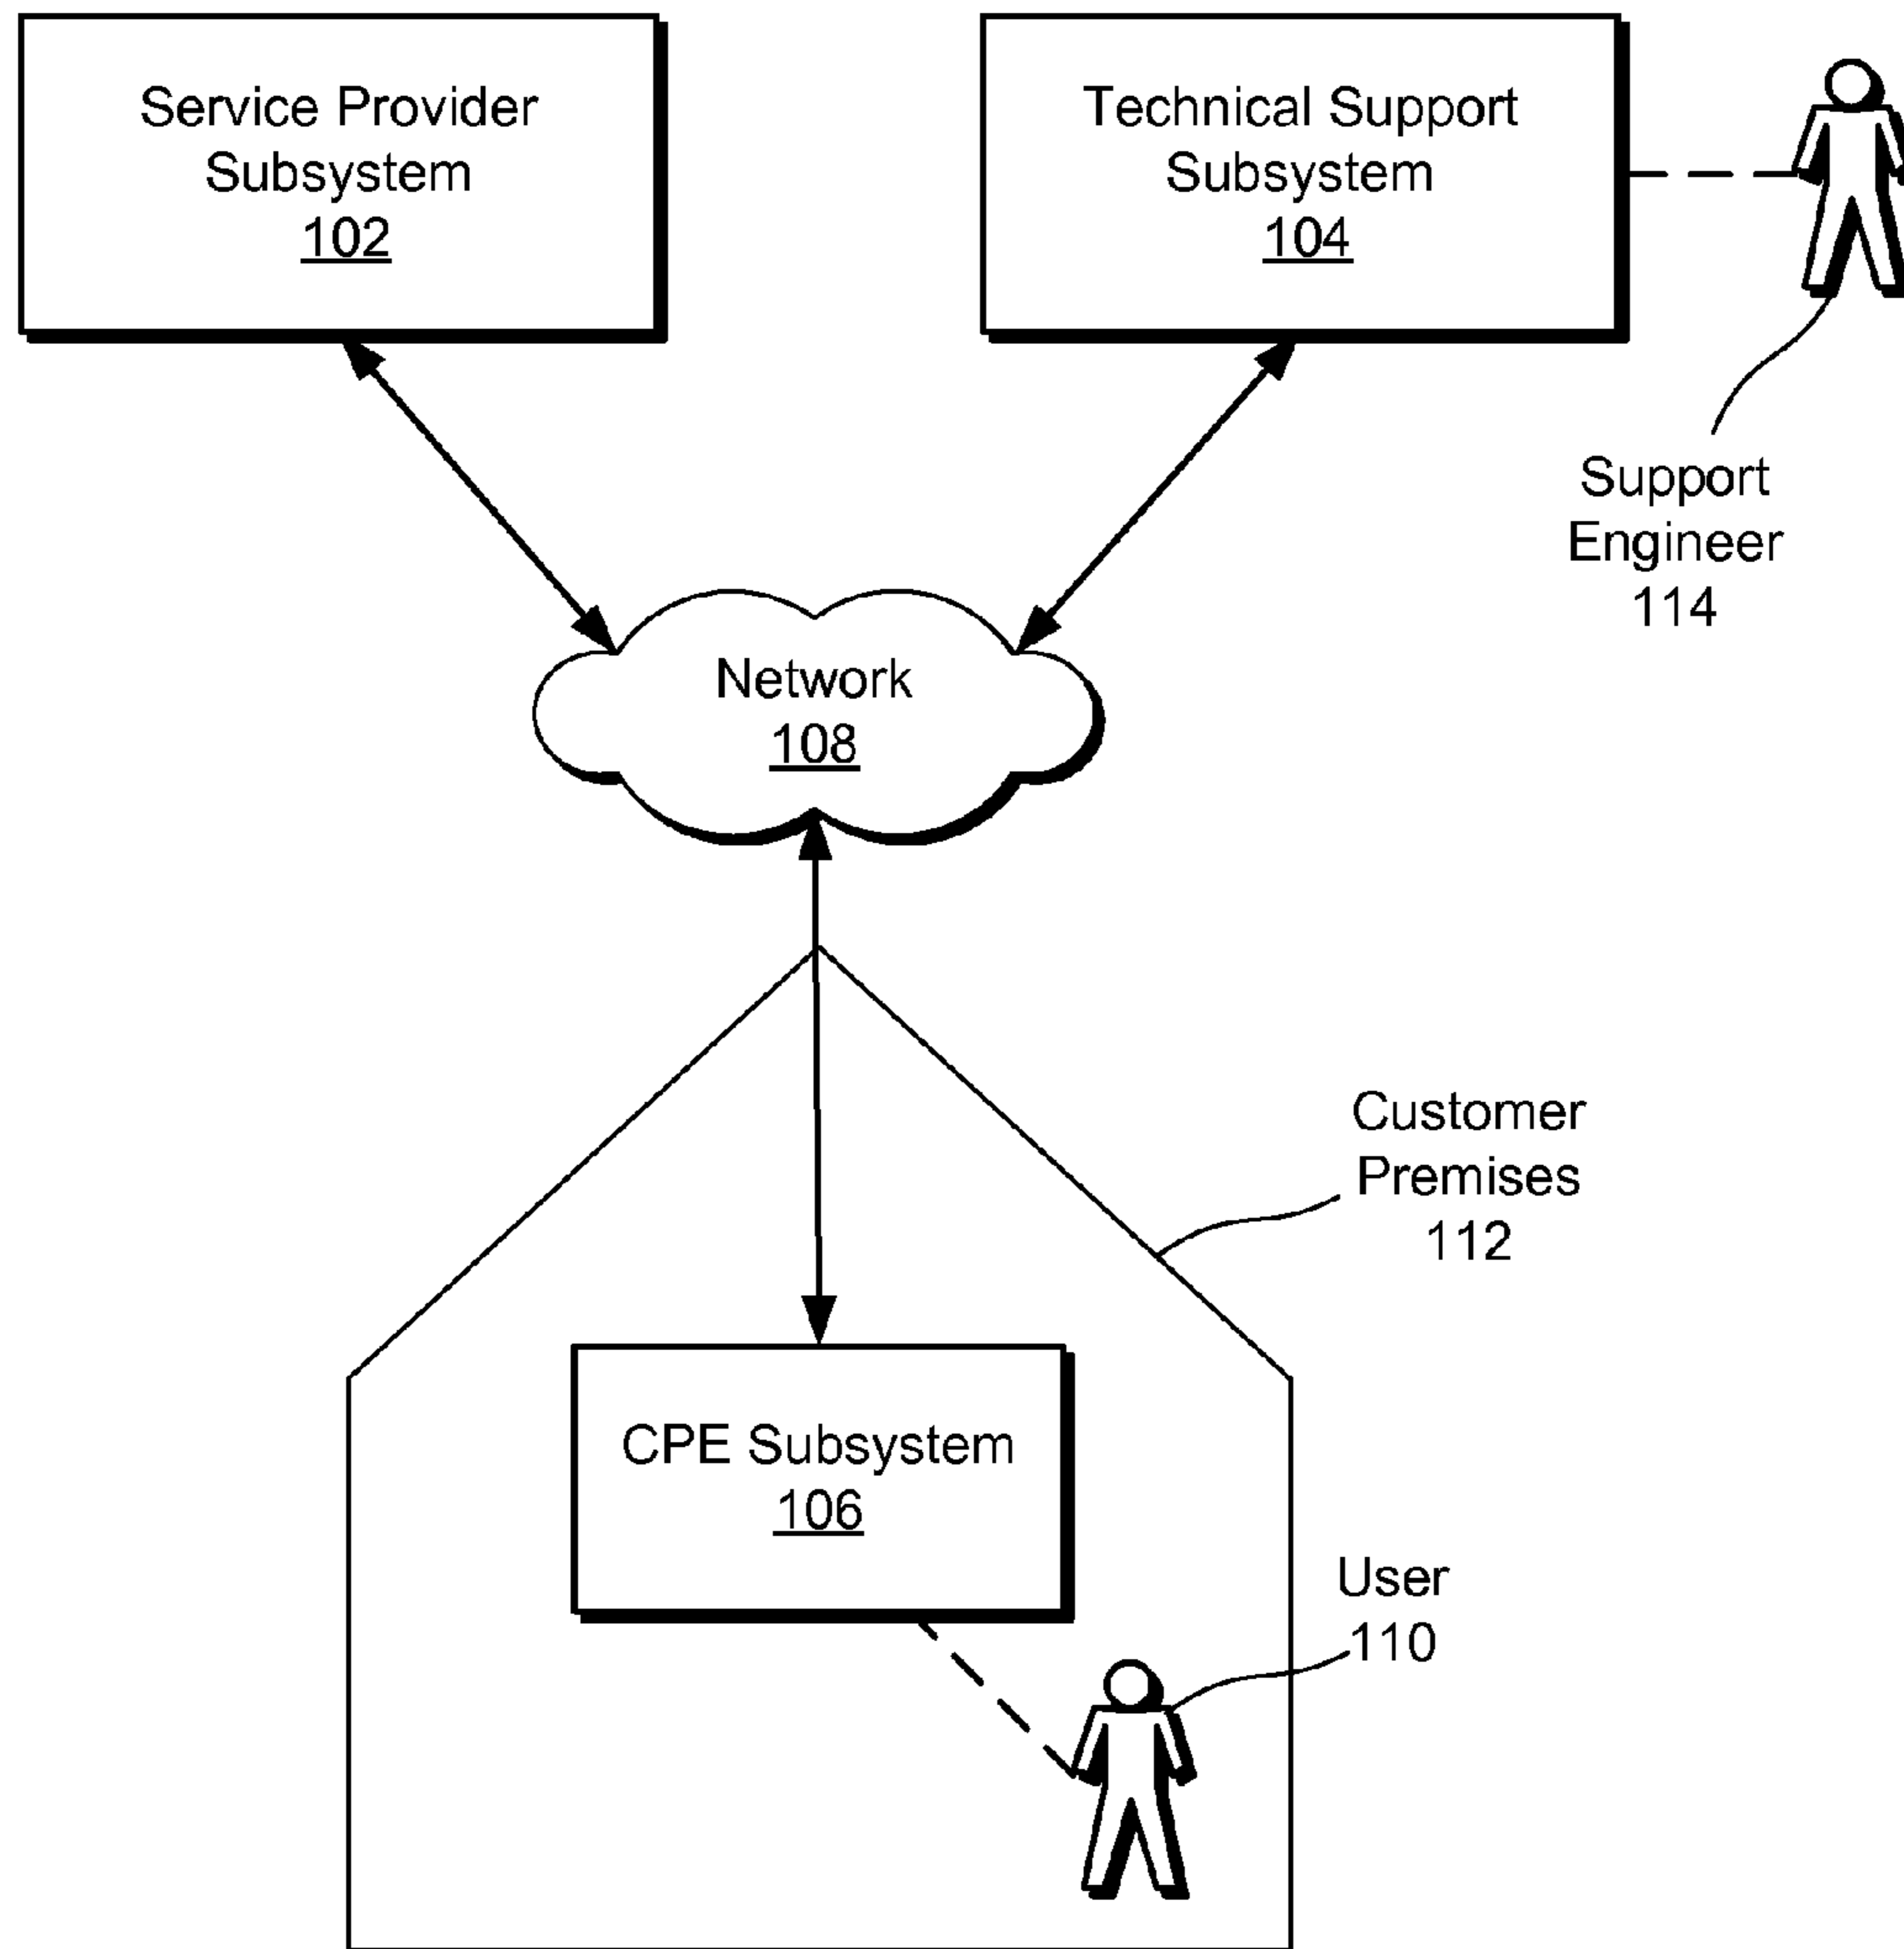 Service Provider
Subsystem
102
Technical Support
Subsystem
104
Support
Engineer
114
Network
108
Customer
Premises
112
CPE Subsystem
106
User
110